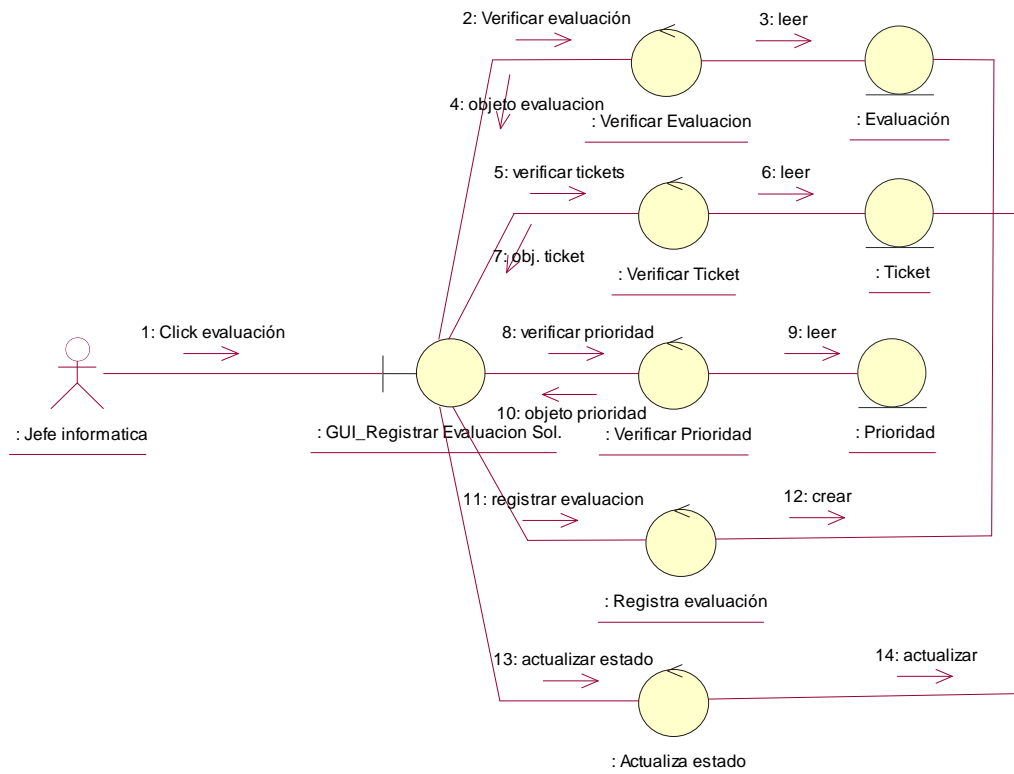 2: Verificar evaluación
3: leer
4: objeto evaluacion
: Verificar Evaluacion
: Evaluación
5: verificar tickets
6: leer
7: obj. ticket
: Verificar Ticket
: Ticket
1: Click evaluación
8: verificar prioridad
9: leer
10: objeto prioridad
: Jefe informatica
: GUI_Registrar Evaluacion Sol.
: Verificar Prioridad
: Prioridad
11: registrar evaluacion
12: crear
: Registra evaluación
13: actualizar estado
14: actualizar
: Actualiza estado